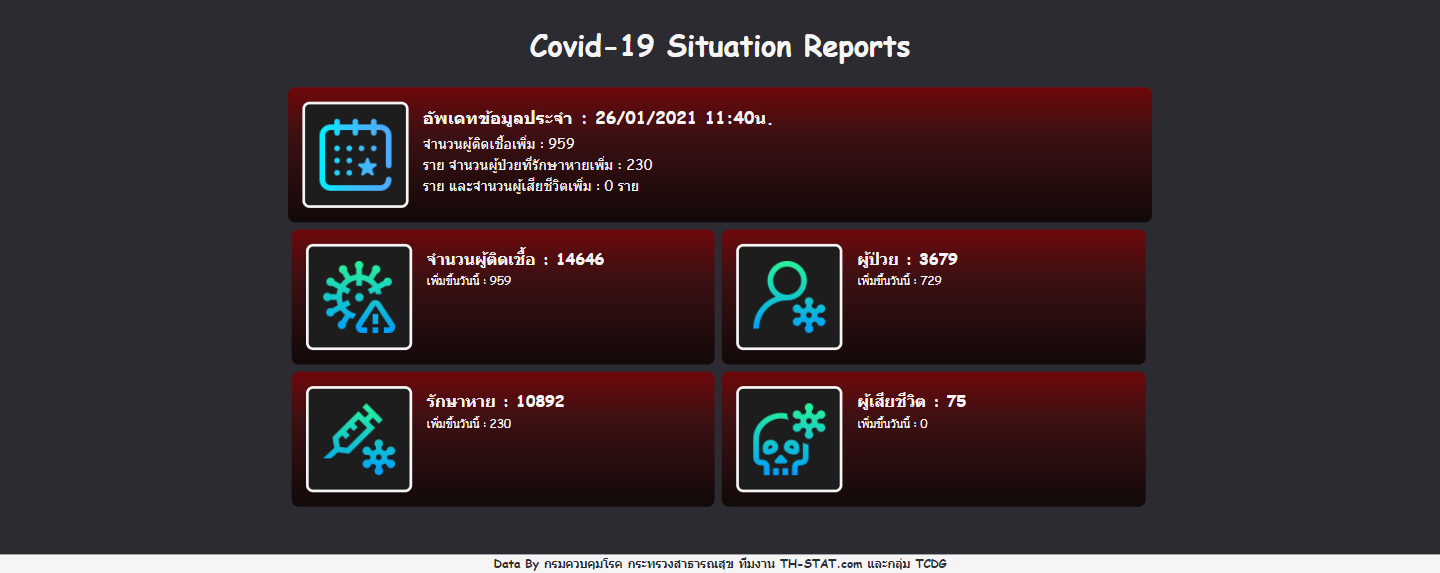 Covid-19 Situation Reports
อัพเดทข้อมูลประจำ : 26/01/2021 11:40น.
จำนวนผู้ติดเชื้อเพิ่ม : 959
ราย จำนวนผู้ป่วยที่รักษาหายเพิ่ม : 230
ราย และจำนวนผู้เสียชีวิตเพิ่ม : 0 ราย
จำนวนผู้ติดเชื้อ : 14646
เพิ่มขึ้นวันนี้ : 959
ผู้ป่วย : 3679
เพิ่มขึ้นวันนี้ : 729
รักษาหาย : 10892
เพิ่มขึ้นวันนี้ : 230
ผู้เสียชีวิต : 75
เพิ่มขึ้นวันนี้ : 0
Data By กรมควบคุมโรค กระทรวงสาธารณสุข ทีมงาน TH-STAT.com และกลุ่ม TCDG